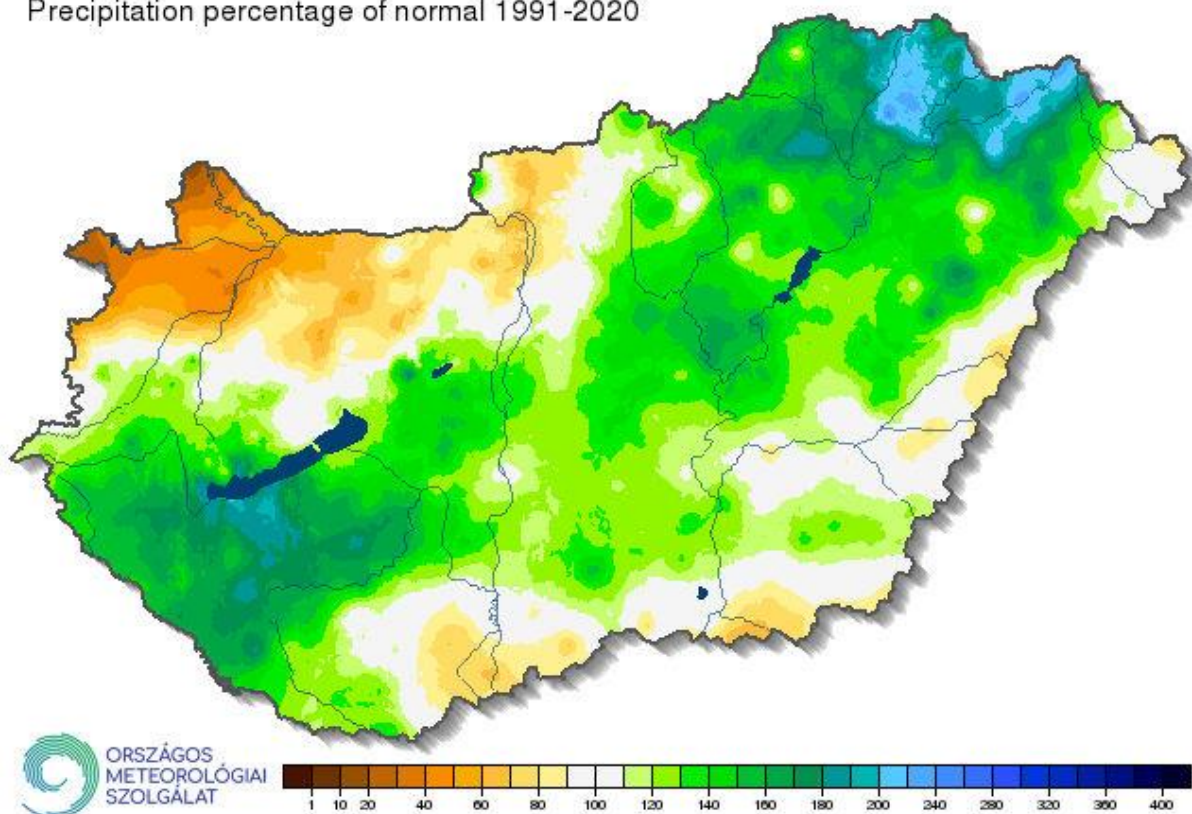 Precipitation percentage of normal 1991-2020
ORSZÁGOS
METEOROLÓGIAI
SZOLGÁLAT
1 10 20 40 60 80 100 120 140 160 180 200 240 280 320 360 400